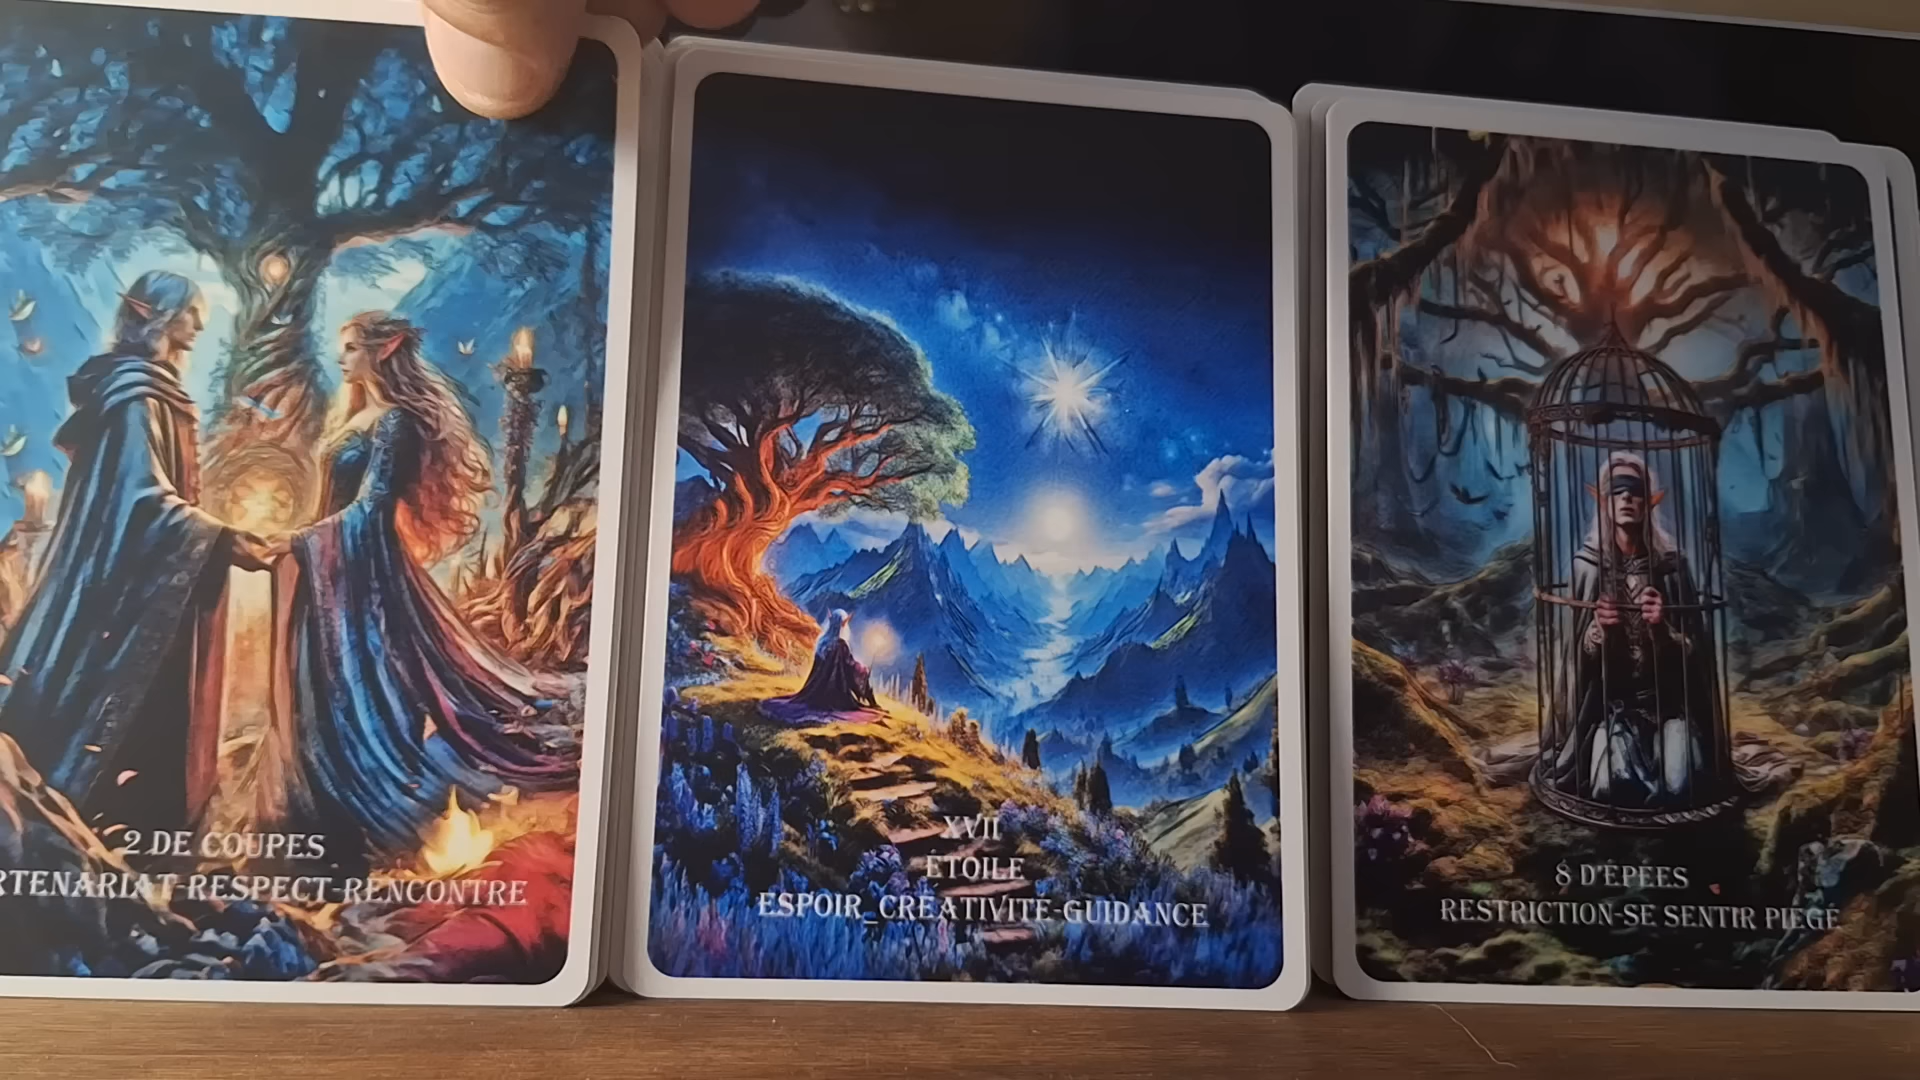 2 DE COUPES
RTENARIAT-RESPECT-RENCONTRE
XVII
ÉTOILE
ESPOIR_CRÉATIVITÉ-GUIDANCE
8 D'ÉPÉES
RESTRICTION-SE SENTIR PIÉGÉ